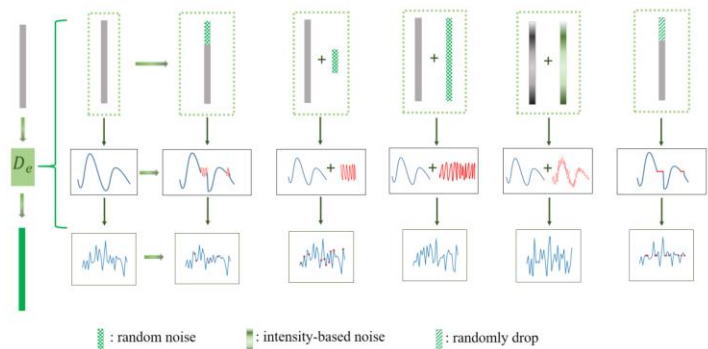 +
+
+
D_e
+
+
+
: random noise
: intensity-based noise
: randomly drop